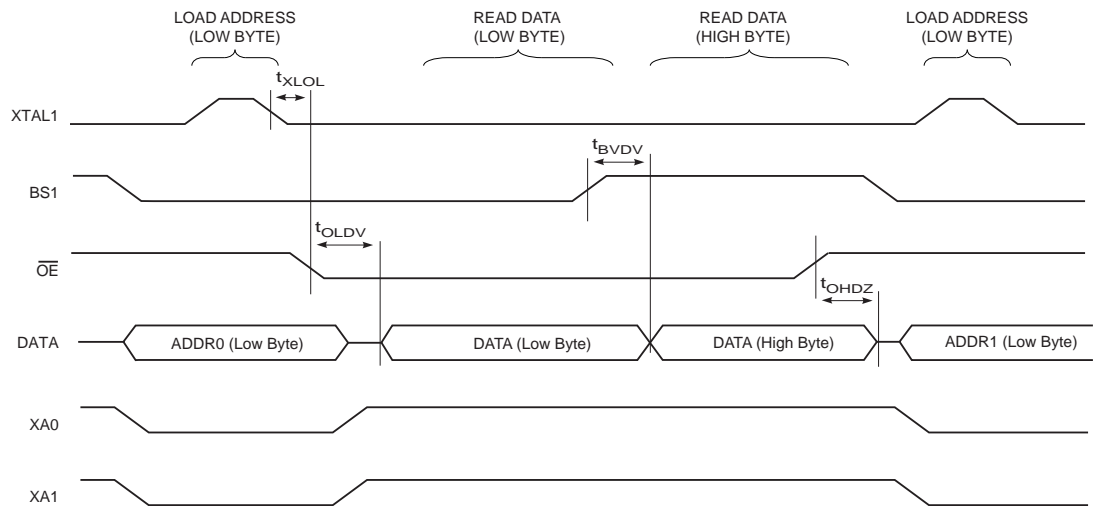 LOAD ADDRESS
(LOW BYTE)
READ DATA
(LOW BYTE)
READ DATA
(HIGH BYTE)
LOAD ADDRESS
(LOW BYTE)
tXLOL
XTAL1
tBVDV
BS1
tOLDV
OE
tOHDZ
DATA
ADDR0 (Low Byte)
DATA (Low Byte)
DATA (High Byte)
ADDR1 (Low Byte)
XA0
XA1